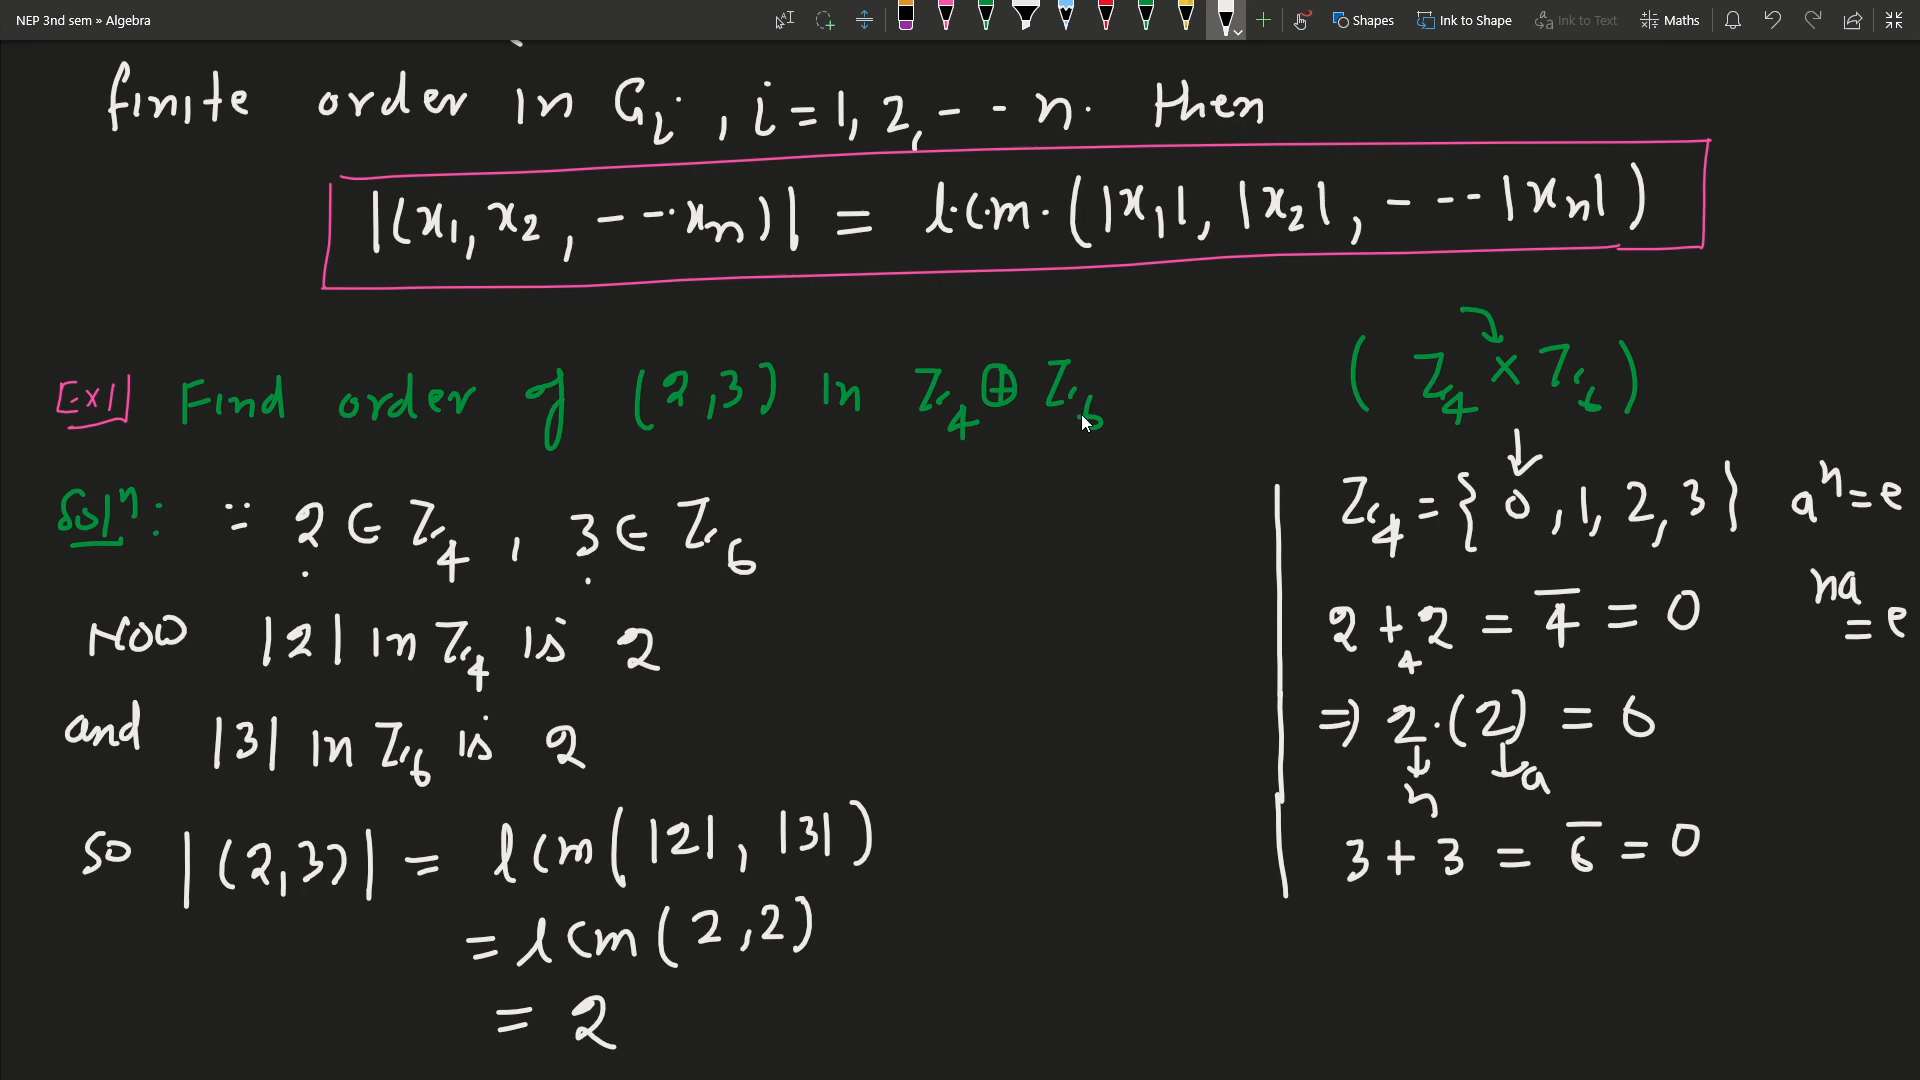 NEP 3nd sem » Algebra
Shapes Ink to Shape Ink to Text Maths
finite order in Gi , i = 1, 2, - - n. then
|(x₁, x₂, --- xₙ)| = l.c.m. (|x₁|, |x₂|, - --- |xₙ|)
Ex1 Find order of (2,3) in Z₄ ⊕ Z₆
( Z₄ × Z₆ )
Solⁿ: ∵ 2 ∈ Z₄ , 3 ∈ Z₆
Now |2| in Z₄ is 2
and |3| in Z₆ is 2
so |(2,3)| = lcm(|2|, |3|)
= lcm(2,2)
= 2
Z₄ = {0, 1, 2, 3} aⁿ = e
2 +₄ 2 = 4̅ = 0 na = e
⇒ 2.(2) = 0
↓ ↓
n a
3 + 3 = 6̅ = 0